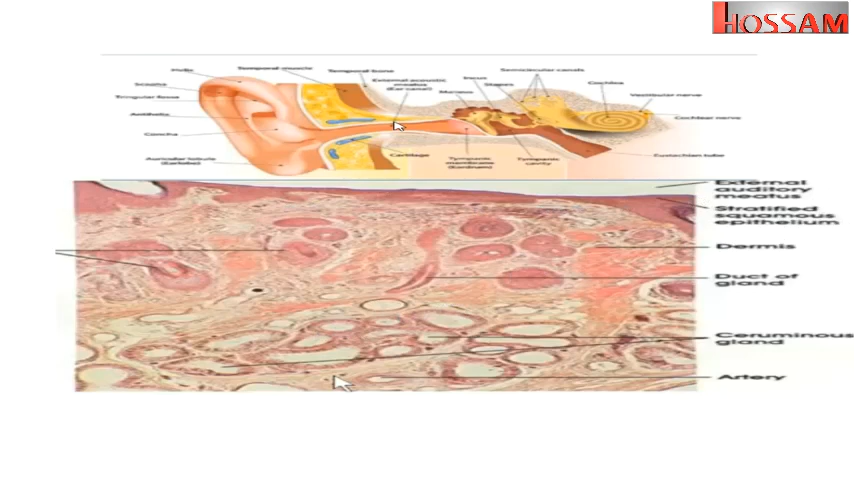 HOSSAM
Helix
Temporal muscle
Temporal bone
External acoustic
meatus
(Ear canal)
Incus
Stapes
Malleus
Semicircular canals
Cochlea
Vestibular nerve
Cochlear nerve
Scapha
Triangular fossa
Antihelix
Concha
Auricular lobule
(Earlobe)
Cartilage
Tympanic
membrane
(Eardrum)
Tympanic
cavity
Eustachian tube
External
auditory
meatus
Stratified
squamous
epithelium
Dermis
Duct of
gland
Ceruminous
gland
Artery